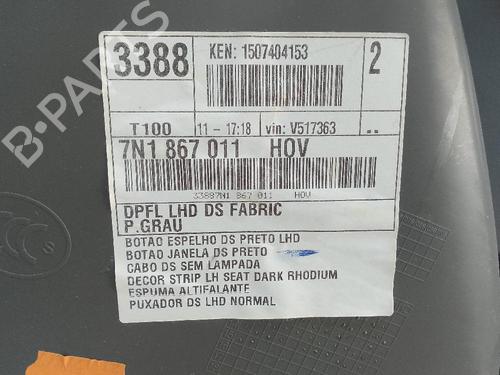 3388 KEN: 1507404153 2
T100 11 - 17:18 vin: V517363 ..
7N1 867 011 HOV
33887N1 867 011 HOV
DPFL LHD DS FABRIC
P.GRAU
BOTAO ESPELHO DS PRETO LHD
BOTAO JANELA DS PRETO
CABO DS SEM LAMPADA
DECOR STRIP LH SEAT DARK RHODIUM
ESPUMA ALTIFALANTE
PUXADOR DS LHD NORMAL
B-PARTS